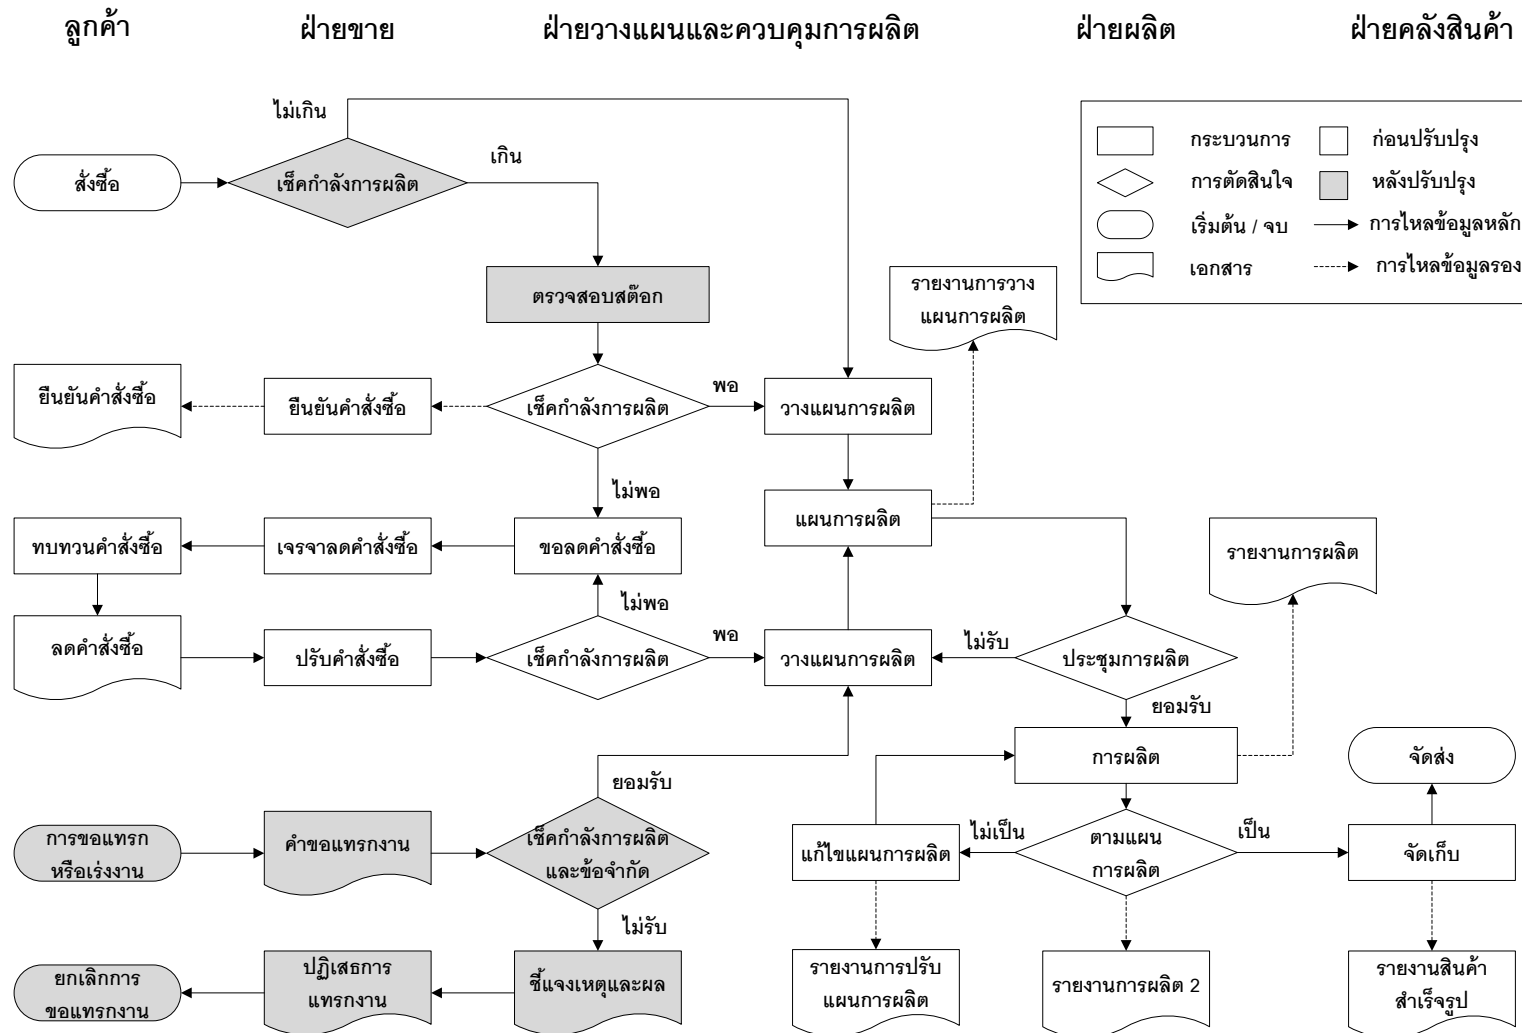 ลูกค้า
ฝ่ายขาย
ฝ่ายวางแผนและควบคุมการผลิต
ฝ่ายผลิต
ฝ่ายคลังสินค้า
ไม่เกิน
เกิน
สั่งซื้อ
เช็คกำลังการผลิต
กระบวนการ
ก่อนปรับปรุง
การตัดสินใจ
หลังปรับปรุง
เริ่มต้น / จบ
การไหลข้อมูลหลัก
เอกสาร
การไหลข้อมูลรอง
ตรวจสอบสต๊อก
รายงานการวาง
แผนการผลิต
ยืนยันคำสั่งซื้อ
ยืนยันคำสั่งซื้อ
เช็คกำลังการผลิต
พอ
วางแผนการผลิต
ไม่พอ
แผนการผลิต
ทบทวนคำสั่งซื้อ
เจรจาลดคำสั่งซื้อ
ขอลดคำสั่งซื้อ
รายงานการผลิต
ไม่พอ
ลดคำสั่งซื้อ
ปรับคำสั่งซื้อ
เช็คกำลังการผลิต
พอ
วางแผนการผลิต
ไม่รับ
ประชุมการผลิต
ยอมรับ
การผลิต
จัดส่ง
ยอมรับ
การขอแทรก
หรือเร่งงาน
คำขอแทรกงาน
เช็คกำลังการผลิต
และข้อจำกัด
แก้ไขแผนการผลิต
ไม่เป็น
ตามแผน
การผลิต
เป็น
จัดเก็บ
ไม่รับ
ยกเลิกการ
ขอแทรกงาน
ปฏิเสธการ
แทรกงาน
ชี้แจงเหตุและผล
รายงานการปรับ
แผนการผลิต
รายงานการผลิต 2
รายงานสินค้า
สำเร็จรูป